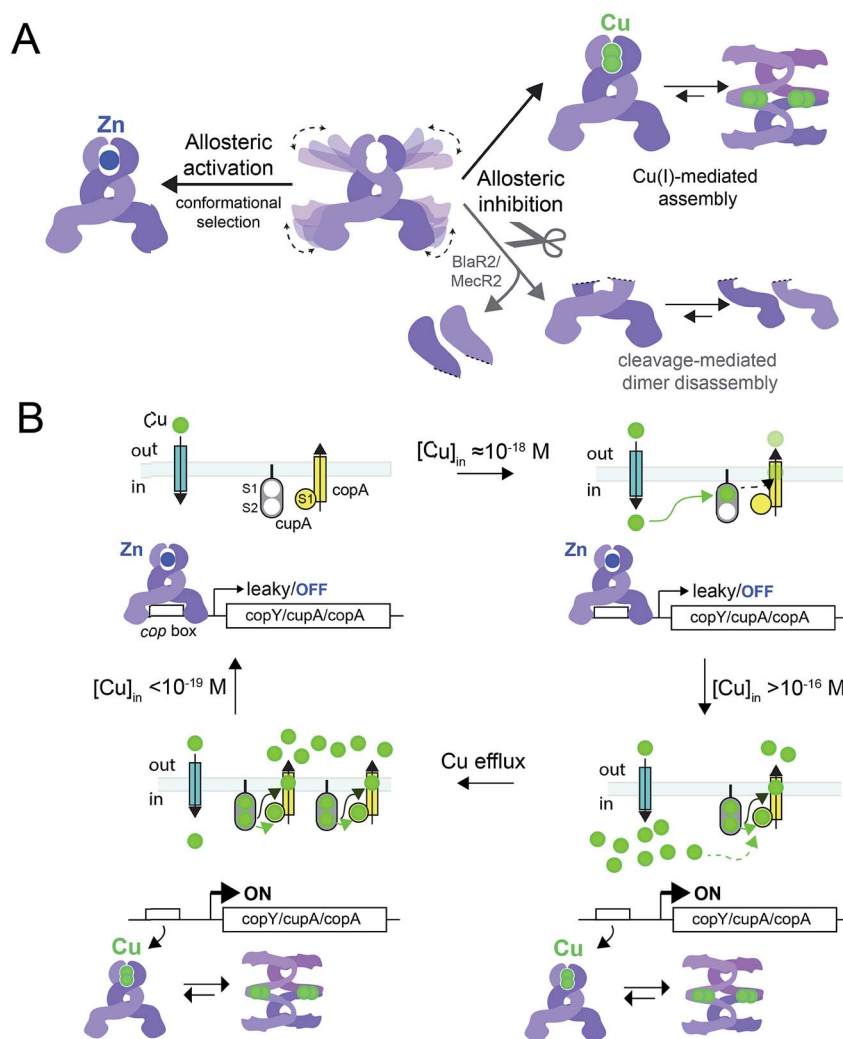 A
Zn
Allosteric
activation
conformational
selection
Cu
Cu(I)-mediated
assembly
Allosteric
inhibition
BlaR2/
MecR2
cleavage-mediated
dimer disassembly
B
Cu
out
in
S1
S2
cupA
S1
copA
Zn
leaky/OFF
copY/cupA/copA
cop box
[Cu]in ≈10-18 M
out
in
Zn
leaky/OFF
copY/cupA/copA
[Cu]in <10-19 M
[Cu]in >10-16 M
out
in
Cu efflux
out
in
ON
copY/cupA/copA
Cu
ON
copY/cupA/copA
Cu